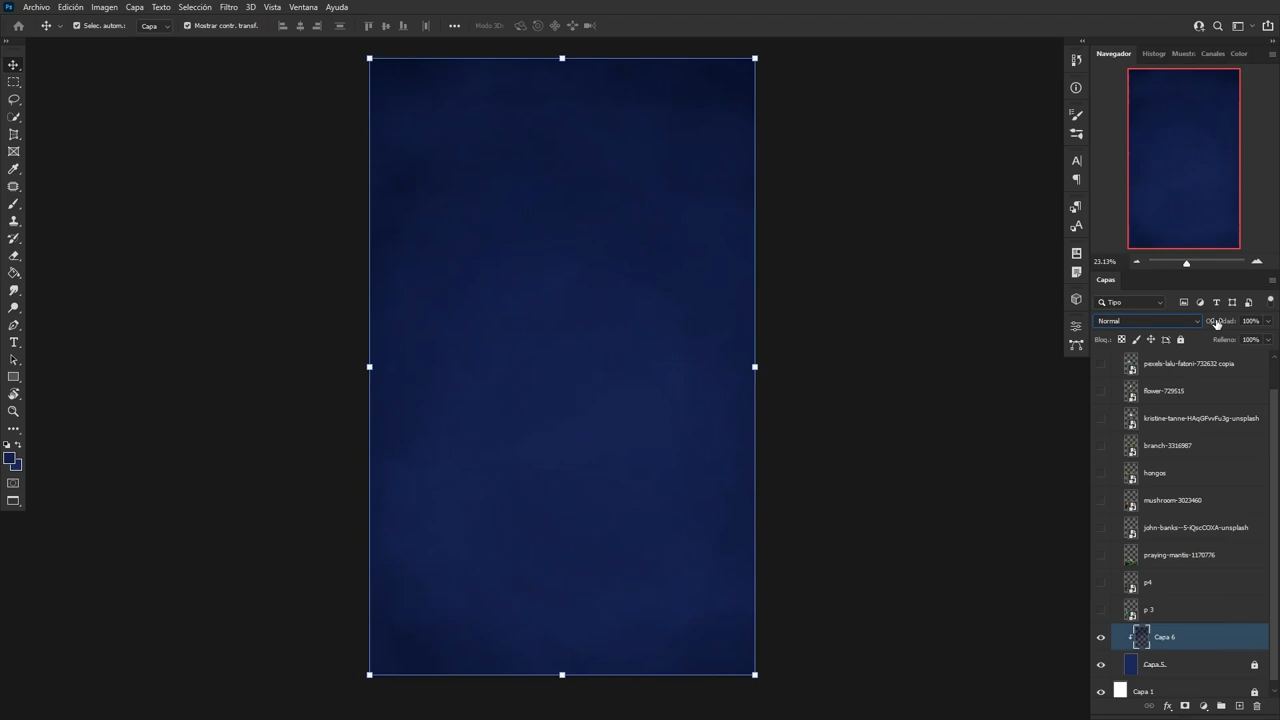 Ps Archivo Edición Imagen Capa Texto Selección Filtro 3D Vista Ventana Ayuda
Selec. autom.: Capa Mostrar contr. transf. Modo 3D:
Navegador Histogr Muestra Canales Color
23.13%
Capas
Tipo
Normal 100%
Bloq.: Relleno: 100%
pexels-lalu-fatoni-732632 copia
flower-729515
kristine-tanne-HAqGFvvFu3g-unsplash
branch-3316987
hongos
mushroom-3023460
john-banks--5-iQscCOXA-unsplash
praying-mantis-1170776
p4
p 3
Capa 6
Capa 5
Capa 1